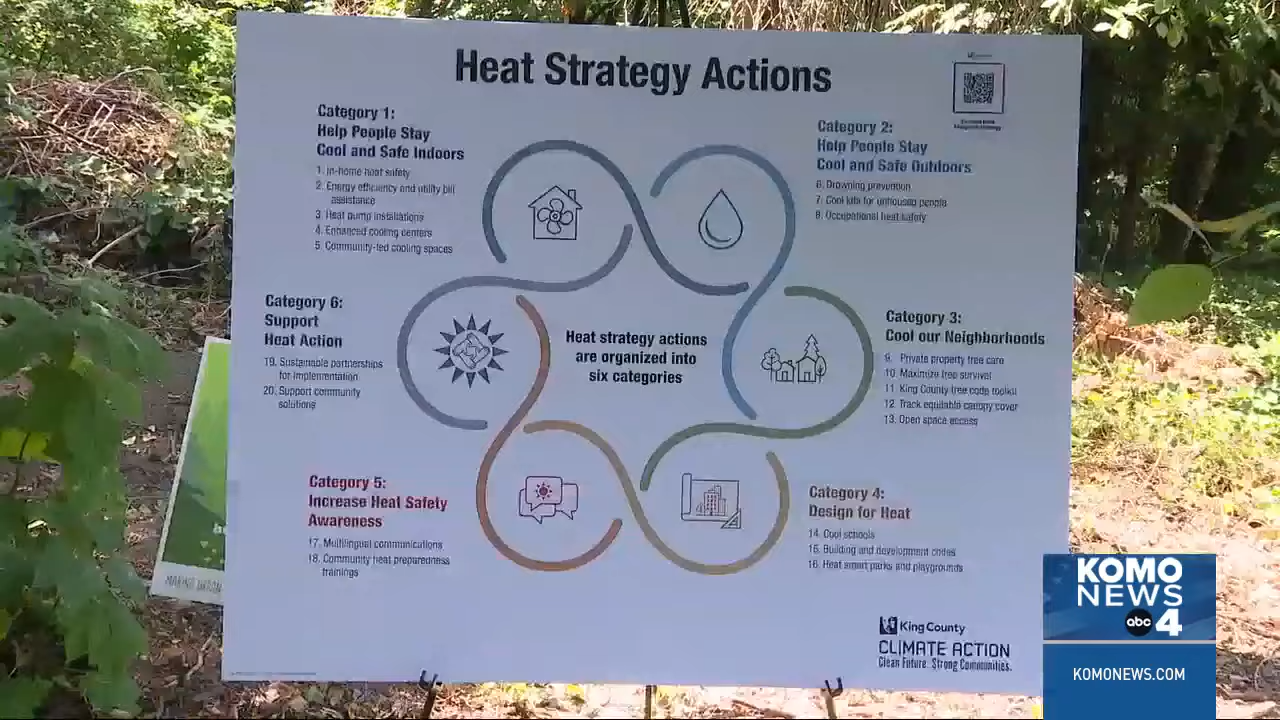 Heat Strategy Actions
Category 1:
Help People Stay
Cool and Safe Indoors
1. In-home heat safety
2. Energy efficiency and utility bill
assistance
3. Heat pump installations
4. Enhanced cooling centers
5. Community-led cooling spaces
Category 2:
Help People Stay
Cool and Safe Outdoors
6. Drowning prevention
7. Cool kits for unhoused people
8. Occupational heat safety
Category 3:
Cool our Neighborhoods
9. Private property tree care
10. Maximize tree survival
11. King County tree code toolkit
12. Track equitable canopy cover
13. Open space access
Category 6:
Support
Heat Action
19. Sustainable partnerships
for implementation
20. Support community
solutions
Heat strategy actions
are organized into
six categories
Category 5:
Increase Heat Safety
Awareness
17. Multilingual communications
18. Community heat preparedness
trainings
Category 4:
Design for Heat
14. Cool schools
15. Building and development codes
16. Heat smart parks and playgrounds
King County
CLIMATE ACTION
Clean Future. Strong Communities.
MAKING URBAN
KOMO
NEWS
abc 4
KOMONEWS.COM